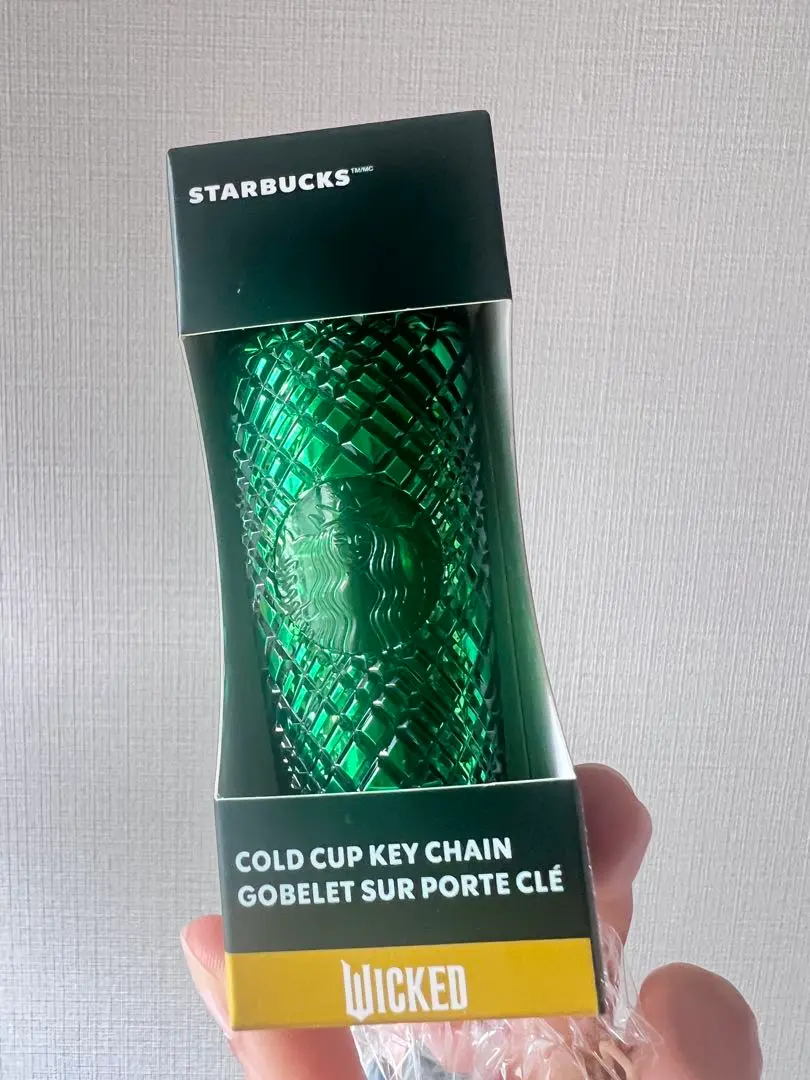 STARBUCKS™/MC
COLD CUP KEY CHAIN
GOBELET SUR PORTE CLÉ
WICKED